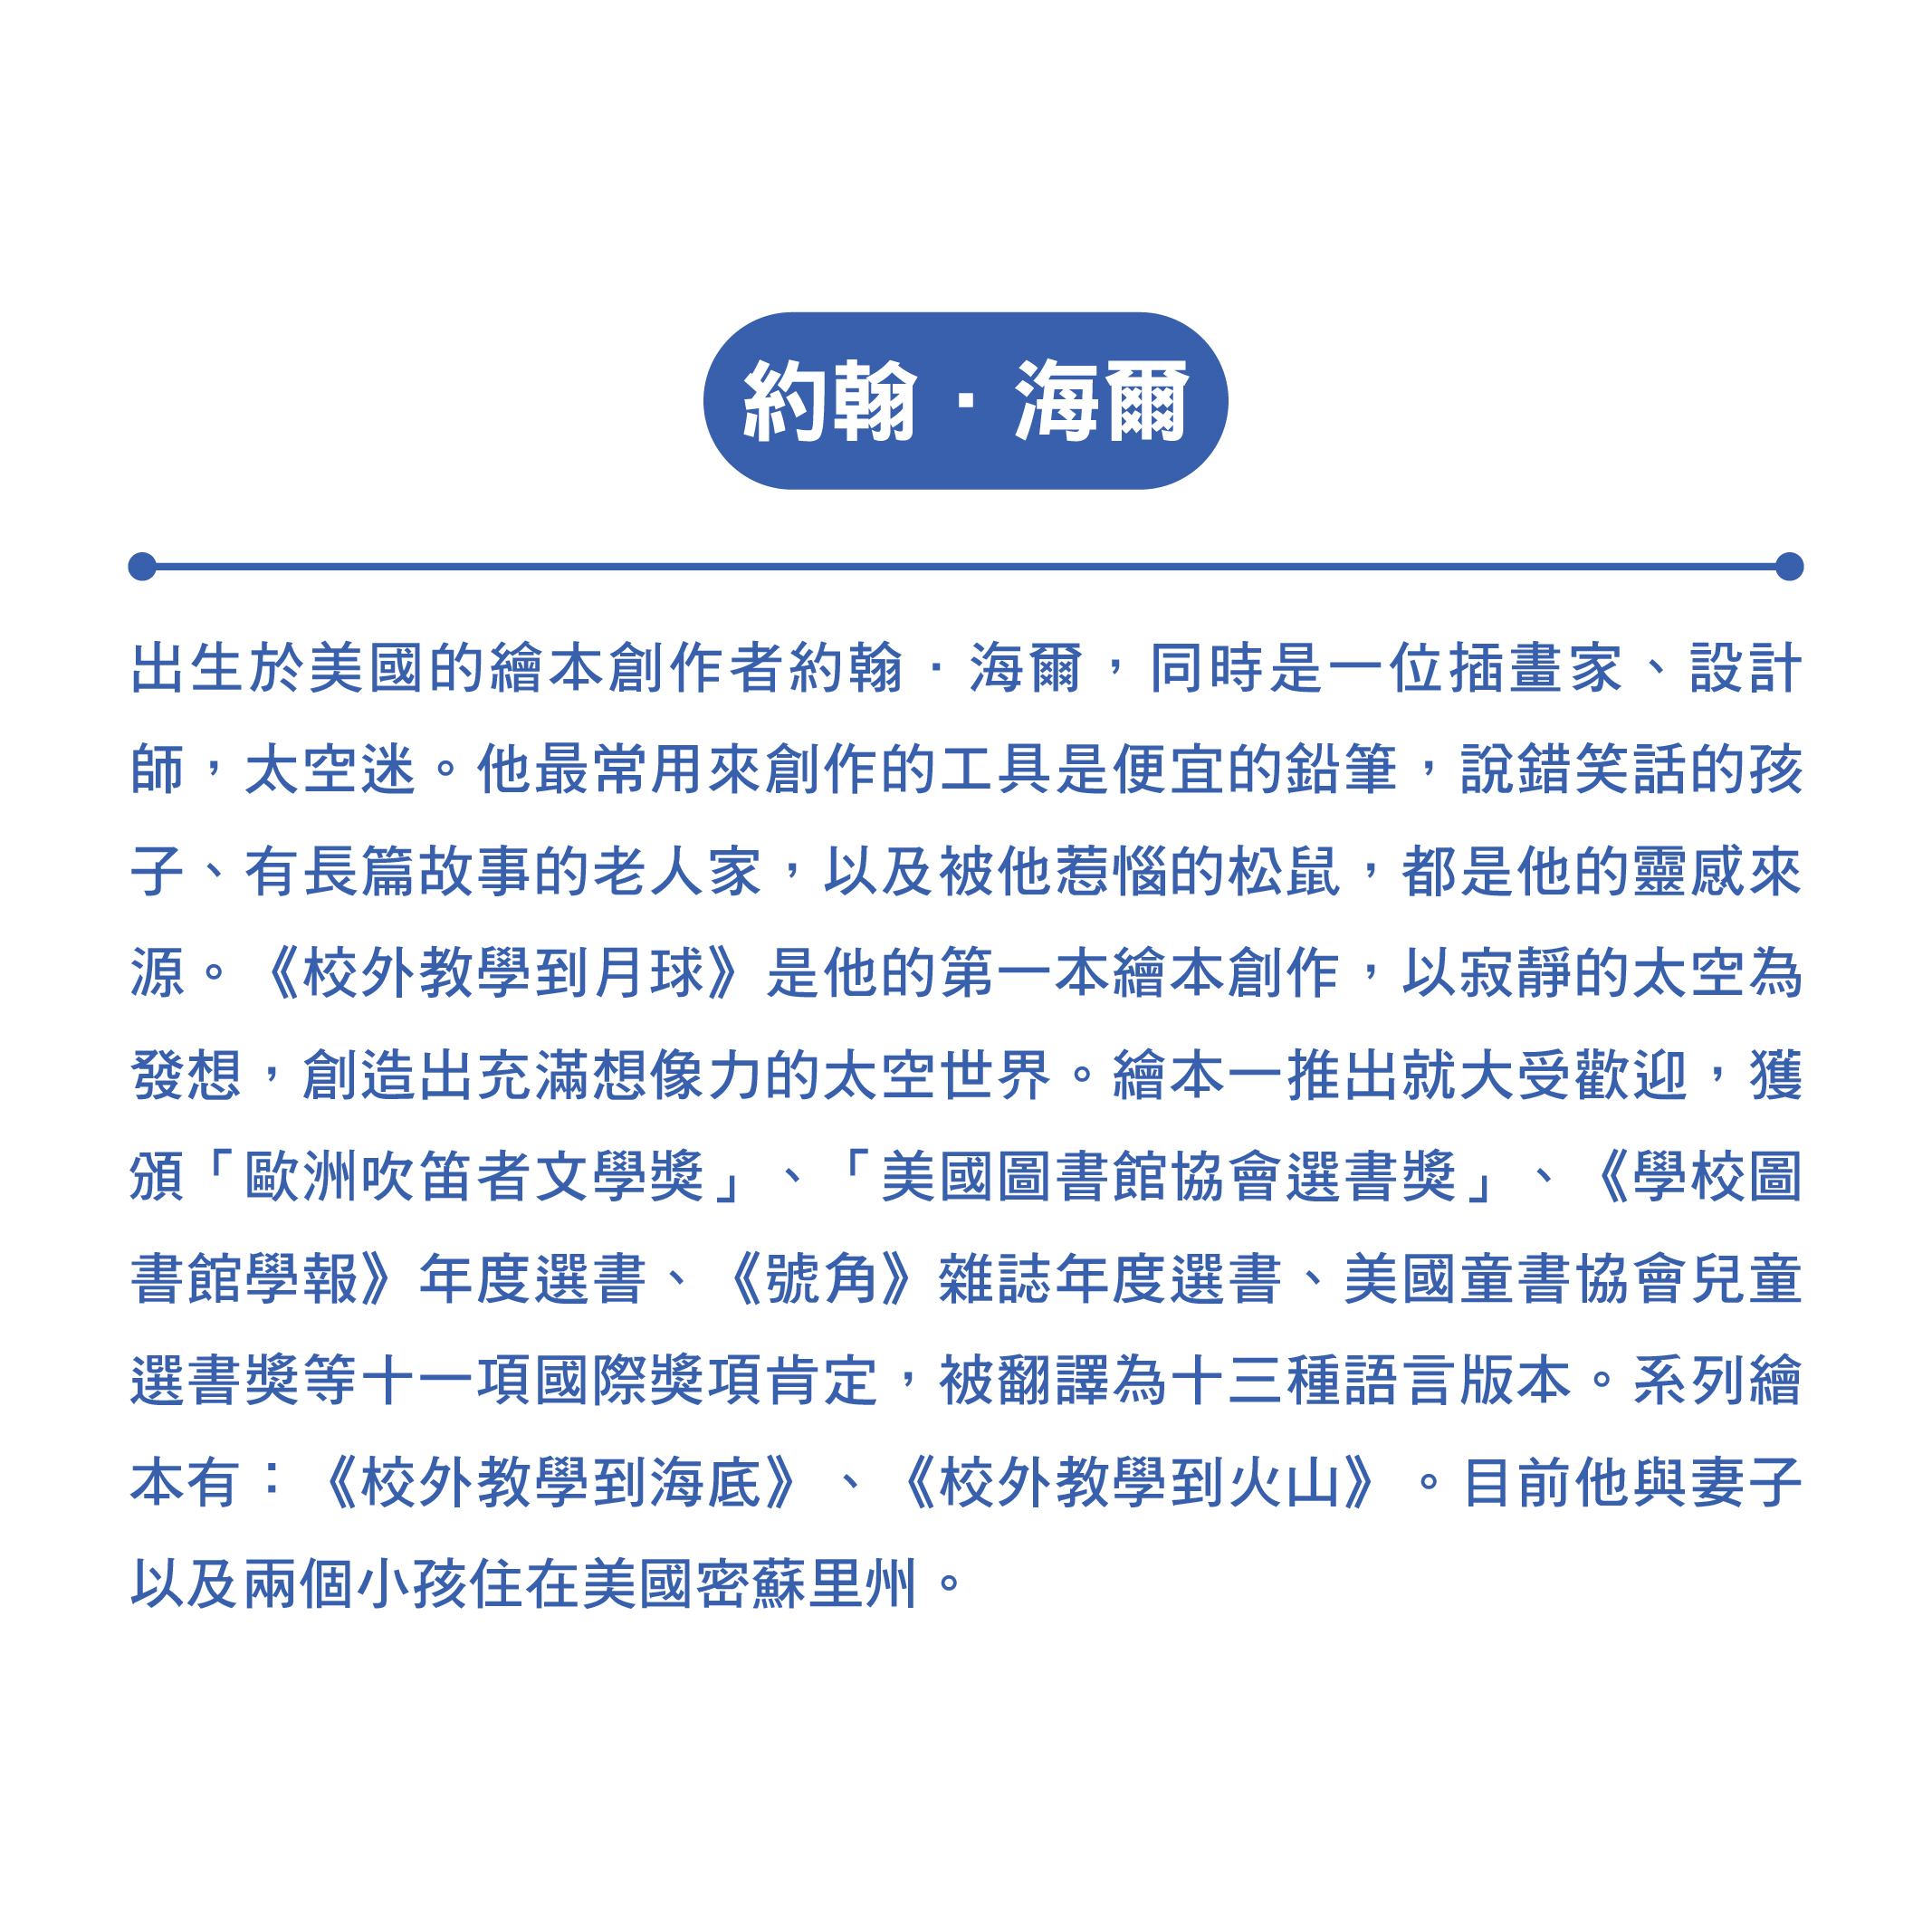 約翰．海爾
出生於美國的繪本創作者約翰．海爾，同時是一位插畫家、設計
師，太空迷。他最常用來創作的工具是便宜的鉛筆，說錯笑話的孩
子、有長篇故事的老人家，以及被他惹惱的松鼠，都是他的靈感來
源。《校外教學到月球》是他的第一本繪本創作，以寂靜的太空為
發想，創造出充滿想像力的太空世界。繪本一推出就大受歡迎，獲
頒「歐洲吹笛者文學獎」、「美國圖書館協會選書獎」、《學校圖
書館學報》年度選書、《號角》雜誌年度選書、美國童書協會兒童
選書獎等十一項國際獎項肯定，被翻譯為十三種語言版本。系列繪
本有：《校外教學到海底》、《校外教學到火山》。目前他與妻子
以及兩個小孩住在美國密蘇里州。